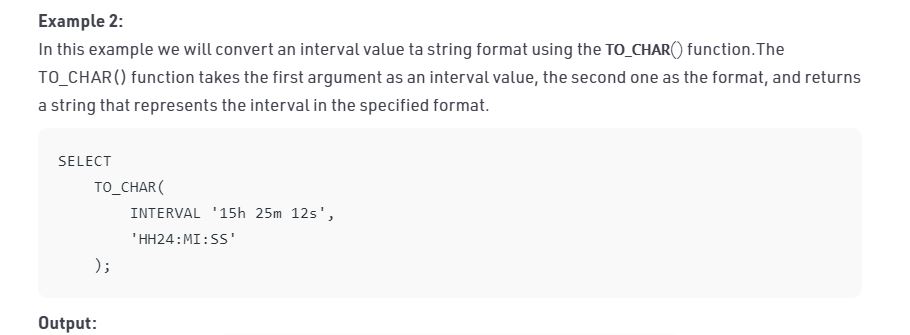 Example 2:
In this example we will convert an interval value ta string format using the TO_CHAR() function.The
TO_CHAR() function takes the first argument as an interval value, the second one as the format, and returns
a string that represents the interval in the specified format.
SELECT
    TO_CHAR(
        INTERVAL '15h 25m 12s',
        'HH24:MI:SS'
    );
Output: